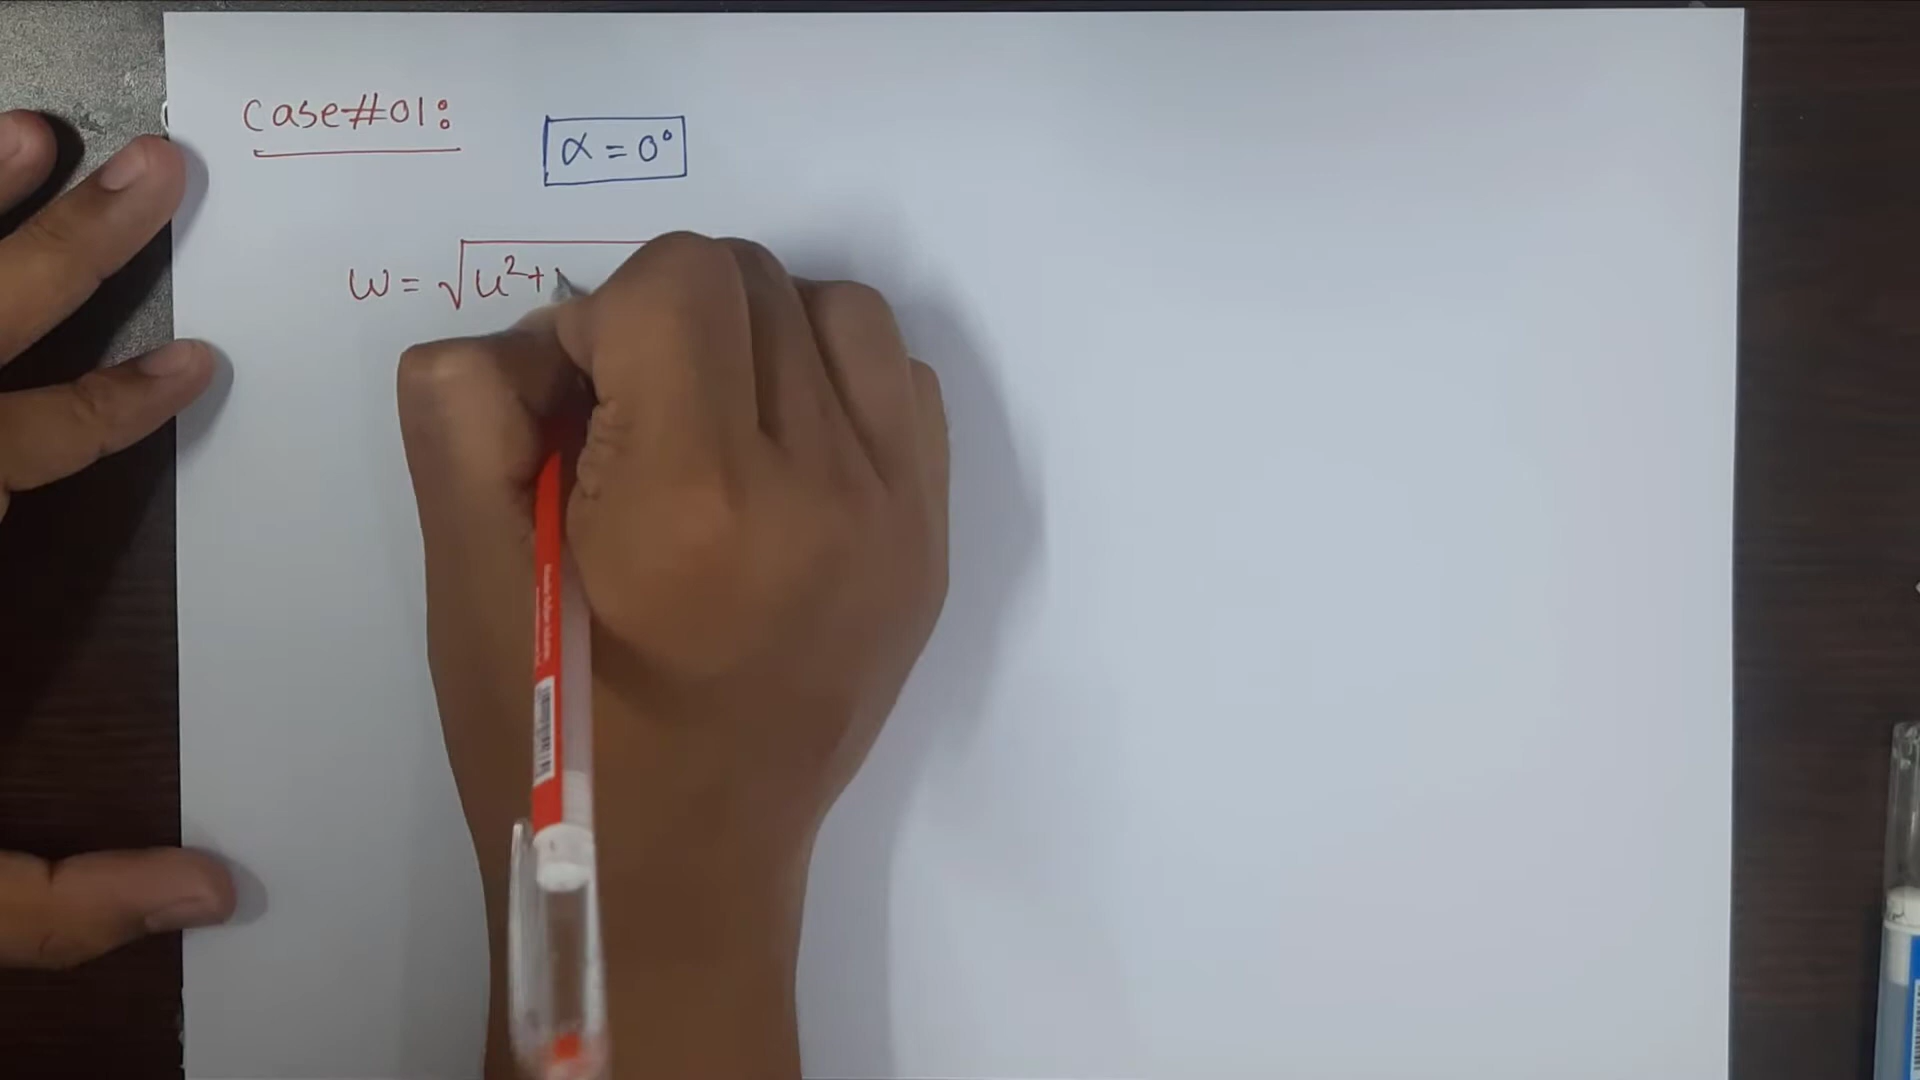 Case#01:
α = 0°
w = √u²+